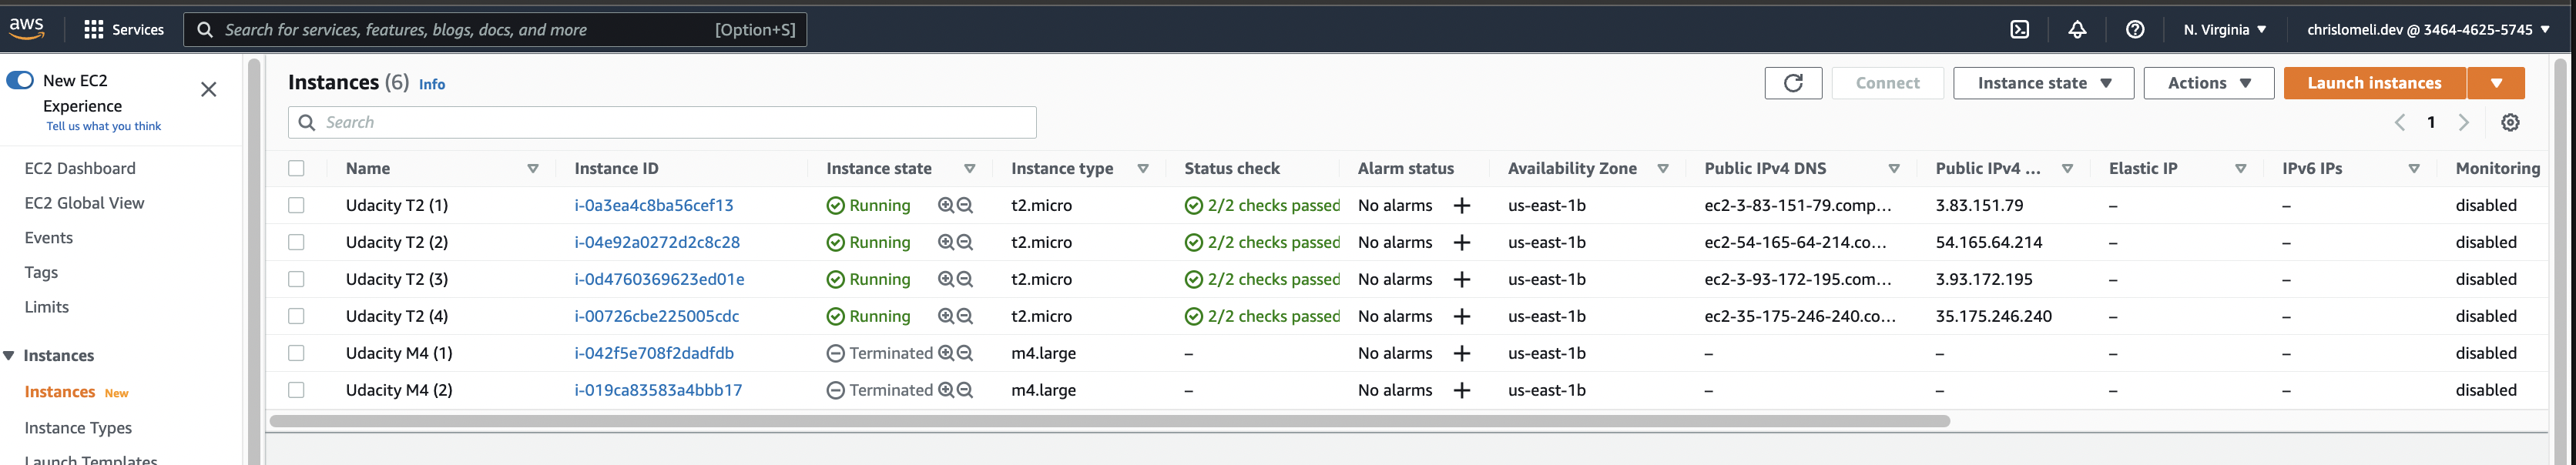 aws Services Search for services, features, blogs, docs, and more [Option+S] N. Virginia ▼ chrislomeli.dev @ 3464-4625-5745 ▼
New EC2
Experience
Tell us what you think
EC2 Dashboard
EC2 Global View
Events
Tags
Limits
Instances
Instances New
Instance Types
Launch Templates
Instances (6) Info Connect Instance state ▼ Actions ▼ Launch instances ▼
Search 1
Name Instance ID Instance state Instance type Status check Alarm status Availability Zone Public IPv4 DNS Public IPv4 ... Elastic IP IPv6 IPs Monitoring
Udacity T2 (1) i-0a3ea4c8ba56cef13 Running t2.micro 2/2 checks passed No alarms + us-east-1b ec2-3-83-151-79.comp... 3.83.151.79 – – disabled
Udacity T2 (2) i-04e92a0272d2c8c28 Running t2.micro 2/2 checks passed No alarms + us-east-1b ec2-54-165-64-214.co... 54.165.64.214 – – disabled
Udacity T2 (3) i-0d4760369623ed01e Running t2.micro 2/2 checks passed No alarms + us-east-1b ec2-3-93-172-195.com... 3.93.172.195 – – disabled
Udacity T2 (4) i-00726cbe225005cdc Running t2.micro 2/2 checks passed No alarms + us-east-1b ec2-35-175-246-240.co... 35.175.246.240 – – disabled
Udacity M4 (1) i-042f5e708f2dadfdb Terminated m4.large – No alarms + us-east-1b – – – – disabled
Udacity M4 (2) i-019ca83583a4bbb17 Terminated m4.large – No alarms + us-east-1b – – – – disabled